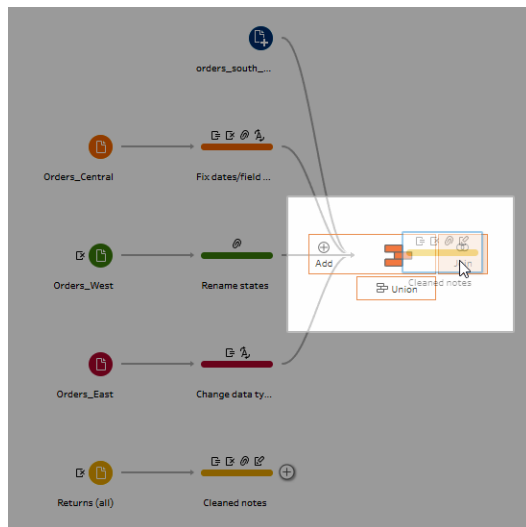 orders_south_...
Orders_Central
Fix dates/field ...
Add
Join
Union
Cleaned notes
Orders_West
Rename states
Orders_East
Change data ty...
Returns (all)
Cleaned notes